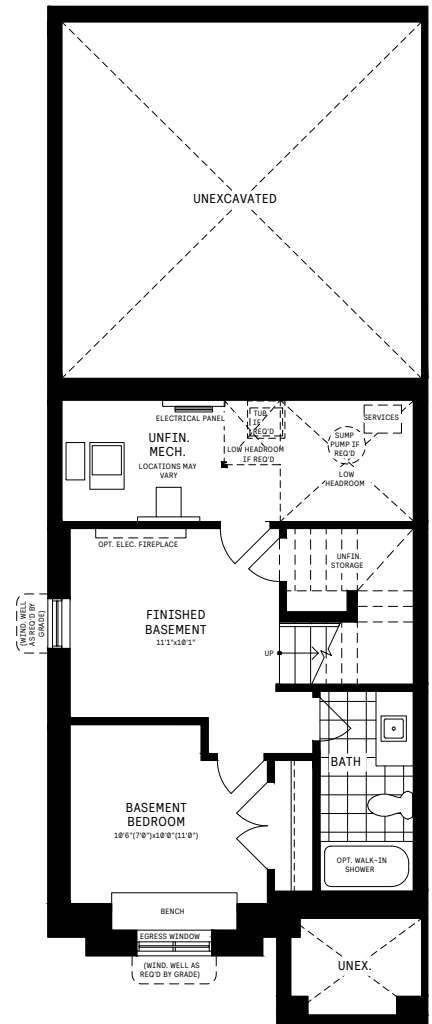 UNEXCAVATED
ELECTRICAL PANEL
TUB
IF
REQ'D
SERVICES
UNFIN.
MECH.
LOCATIONS MAY
VARY
SUMP
PUMP IF
REQ'D
LOW HEADROOM
IF REQ'D
LOW
HEADROOM
OPT. ELEC. FIREPLACE
UNFIN.
STORAGE
(WIND. WELL
AS REQ'D BY
GRADE)
FINISHED
BASEMENT
11'1"x10'1"
UP
BATH
BASEMENT
BEDROOM
10'6"(7'0")x10'0"(11'0")
OPT. WALK-IN
SHOWER
BENCH
EGRESS WINDOW
(WIND. WELL AS
REQ'D BY GRADE)
UNEX.